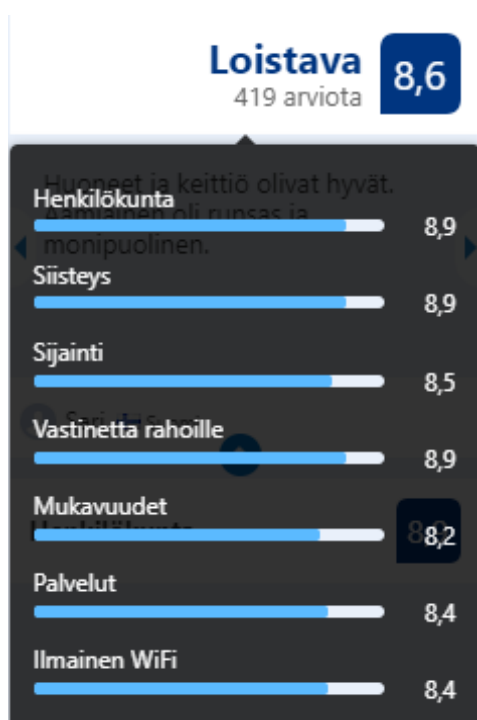 Loistava
8,6
419 arviota
Huoneet ja keittiö olivat hyvät.
Henkilökunta
8,9
Aamiainen oli runsas ja
monipuolinen.
Siisteys
8,9
Sijainti
8,5
Vastinetta rahoille
8,9
Mukavuudet
8,2
Henkilökunta
Palvelut
8,4
Ilmainen WiFi
8,4